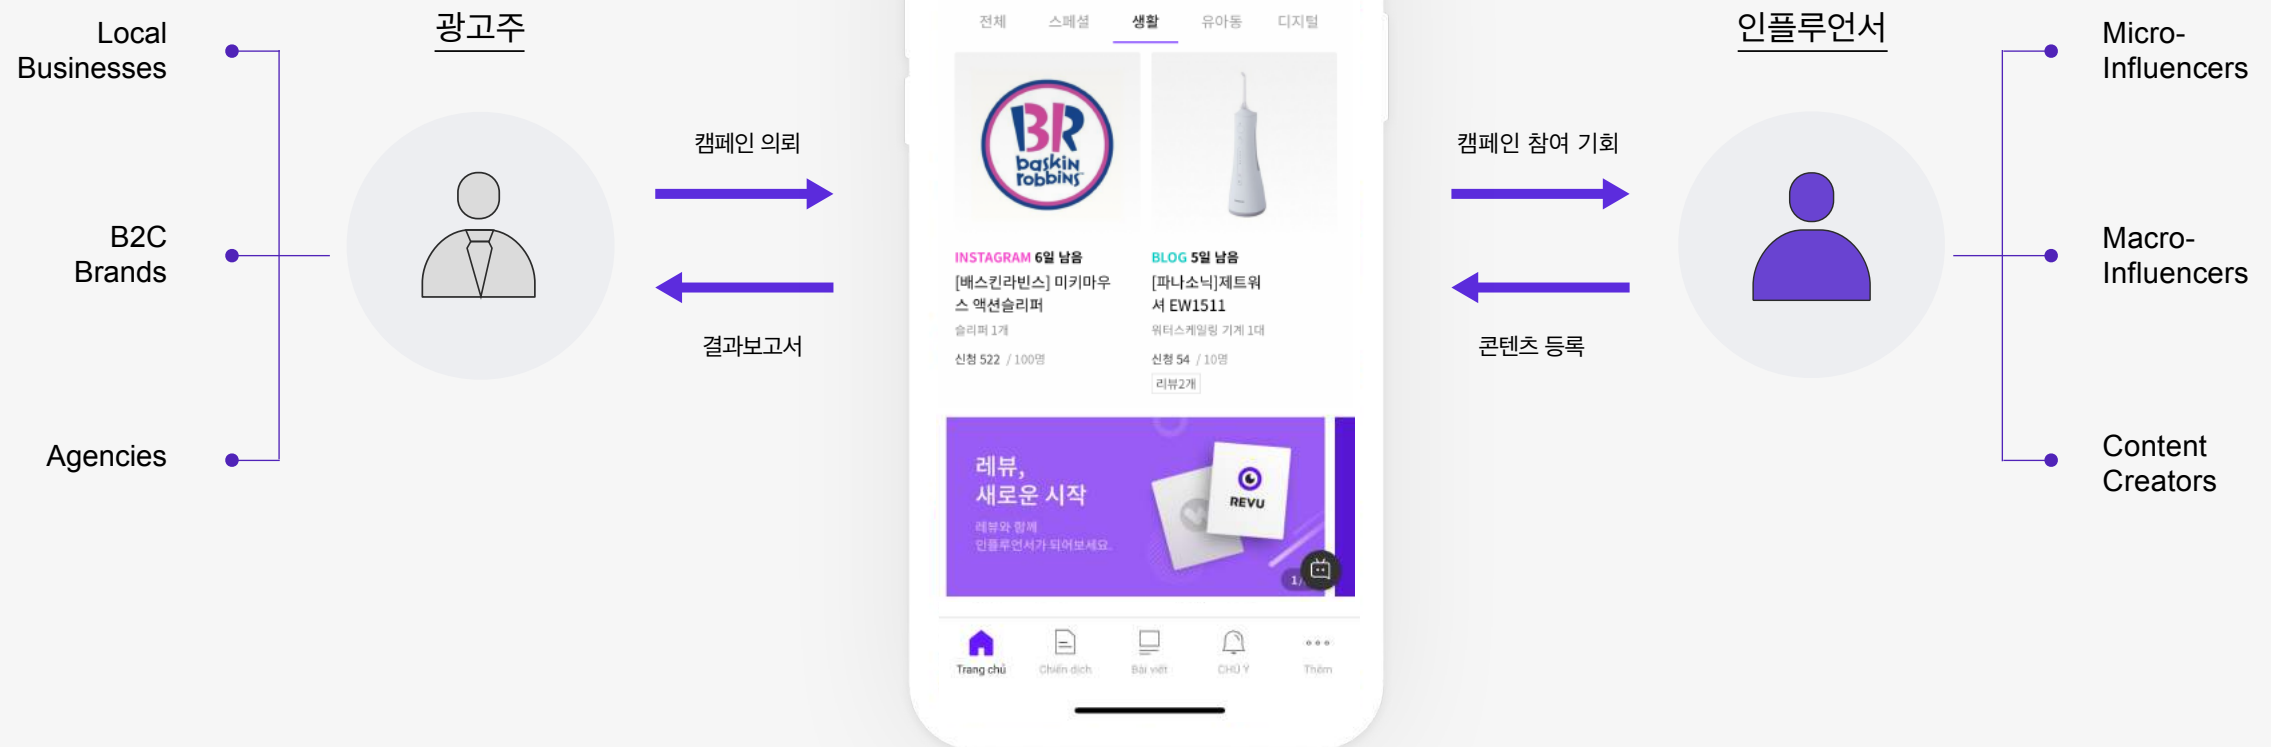 광고주
Local
Businesses
B2C
Brands
Agencies
캠페인 의뢰
결과보고서
전체 스페셜 생활 유아동 디지털
BR
baskin
robbins
INSTAGRAM 6일 남음
[배스킨라빈스] 미키마우
스 액션슬리퍼
슬리퍼 1개
신청 522 / 100명
BLOG 5일 남음
[파나소닉]제트워
셔 EW1511
워터스케일링 기계 1대
신청 54 / 10명
리뷰2개
레뷰,
새로운 시작
레뷰와 함께
인플루언서가 되어보세요.
REVU
1/
Trang chủ Chiến dịch Bài viết CHÚ Ý Thêm
캠페인 참여 기회
콘텐츠 등록
인플루언서
Micro-
Influencers
Macro-
Influencers
Content
Creators